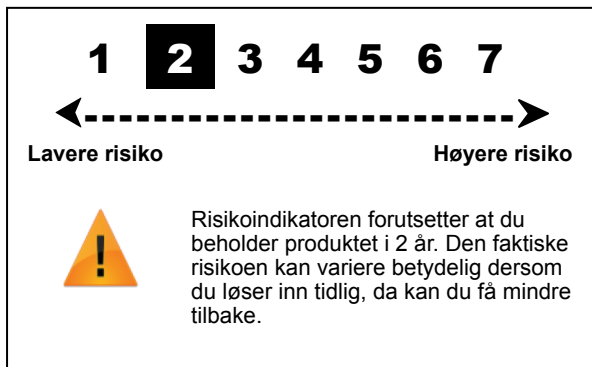 1 2 3 4 5 6 7
Lavere risiko Høyere risiko
!
Risikoindikatoren forutsetter at du
beholder produktet i 2 år. Den faktiske
risikoen kan variere betydelig dersom
du løser inn tidlig, da kan du få mindre
tilbake.